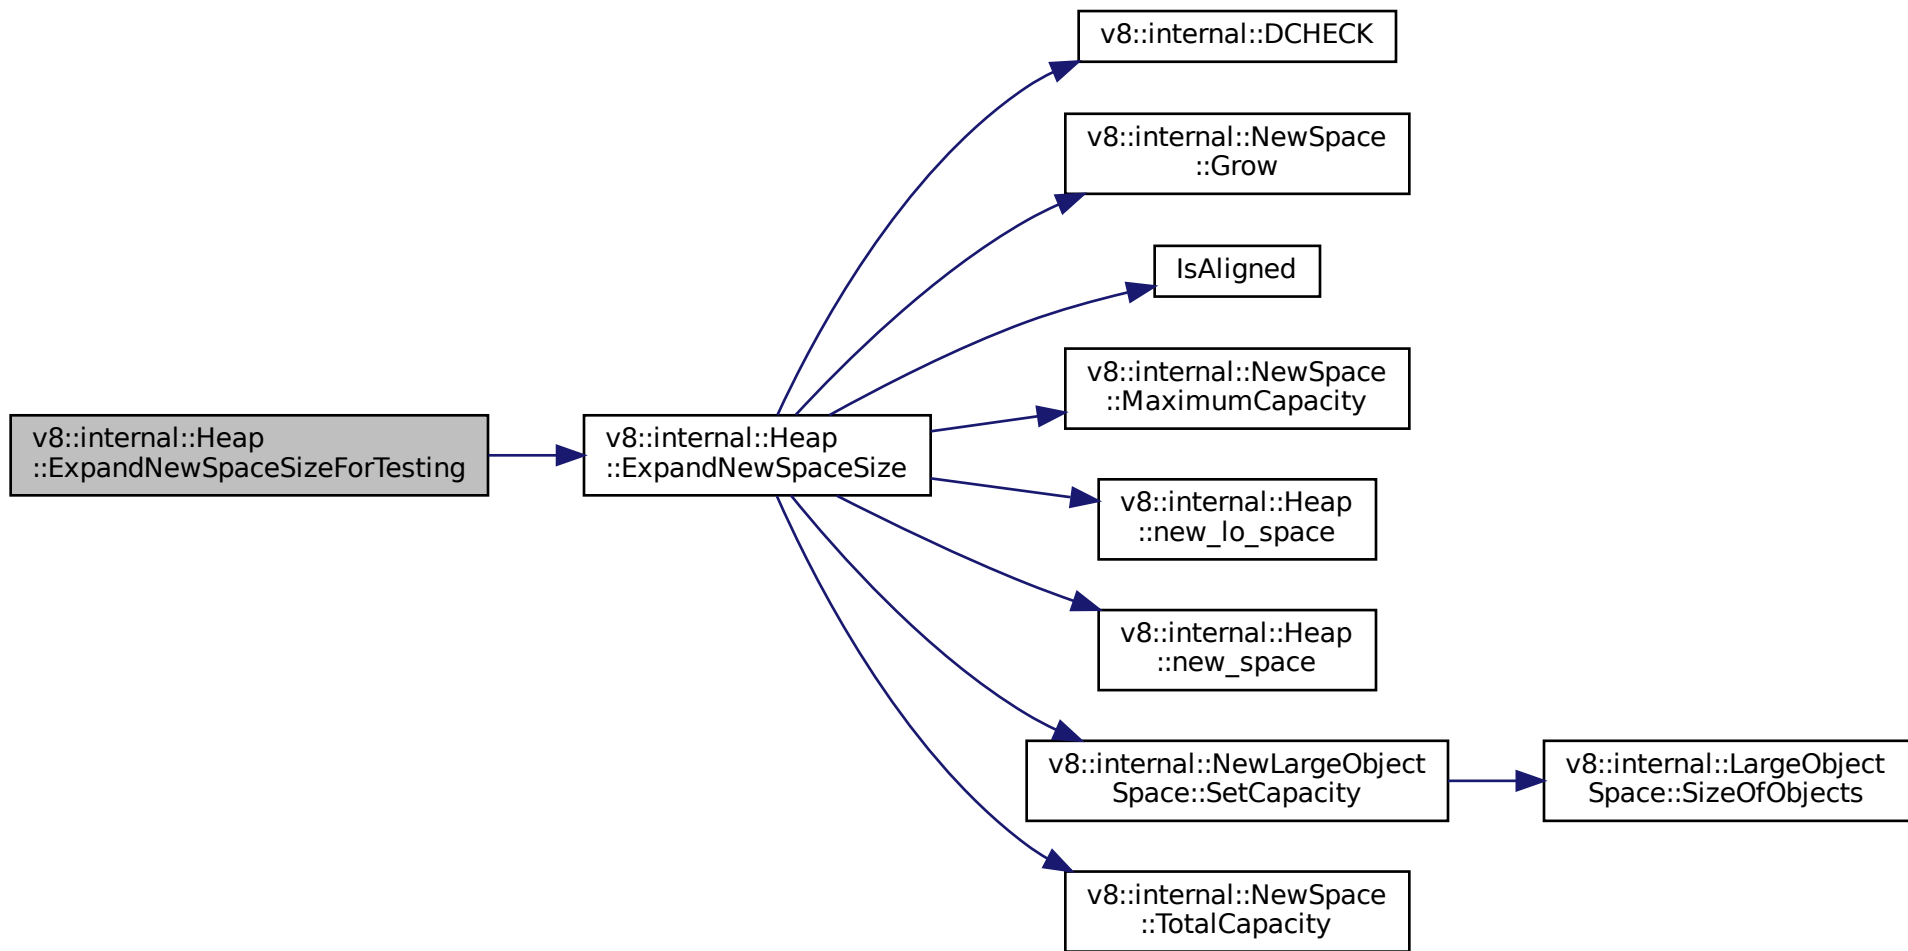 v8::internal::Heap
::ExpandNewSpaceSizeForTesting
v8::internal::Heap
::ExpandNewSpaceSize
v8::internal::DCHECK
v8::internal::NewSpace
::Grow
IsAligned
v8::internal::NewSpace
::MaximumCapacity
v8::internal::Heap
::new_lo_space
v8::internal::Heap
::new_space
v8::internal::NewLargeObject
Space::SetCapacity
v8::internal::LargeObject
Space::SizeOfObjects
v8::internal::NewSpace
::TotalCapacity